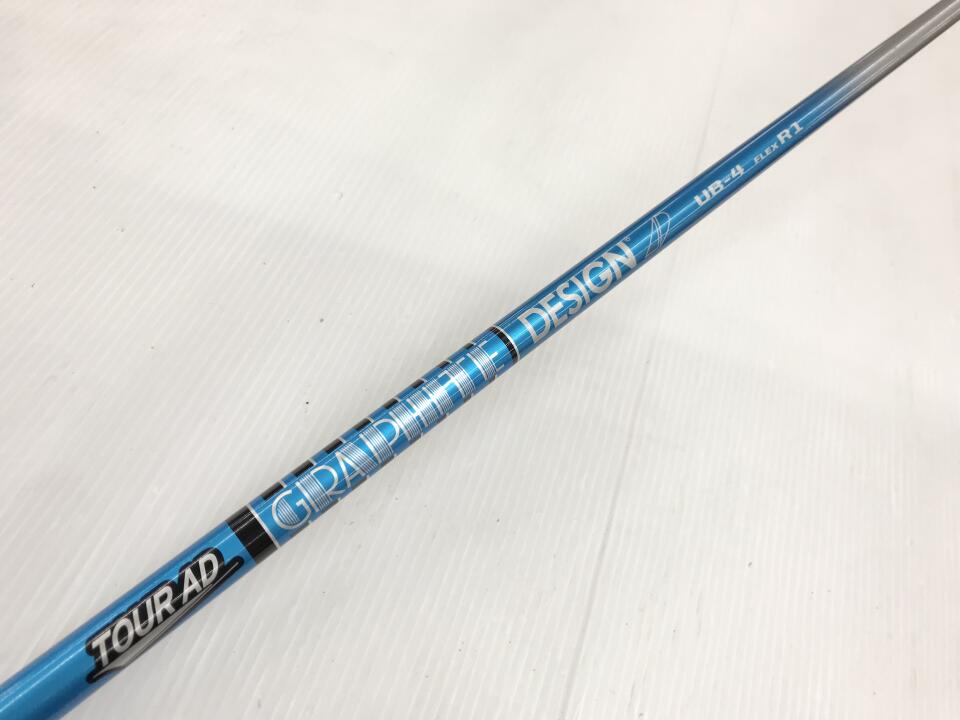 TOUR AD
GRAPHITE DESIGN®
UB-4 FLEX R1